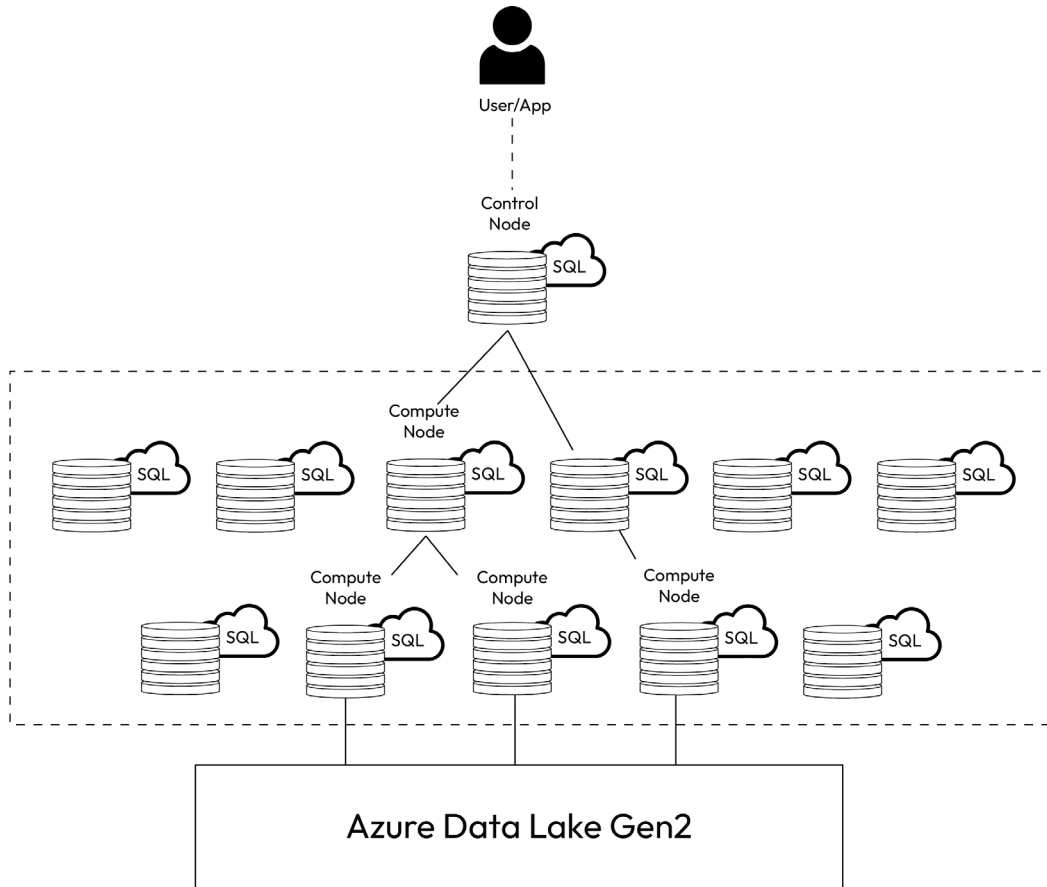 User/App
Control
Node
SQL
Compute
Node
SQL
SQL
SQL
SQL
SQL
SQL
Compute
Node
Compute
Node
Compute
Node
SQL
SQL
SQL
SQL
SQL
Azure Data Lake Gen2